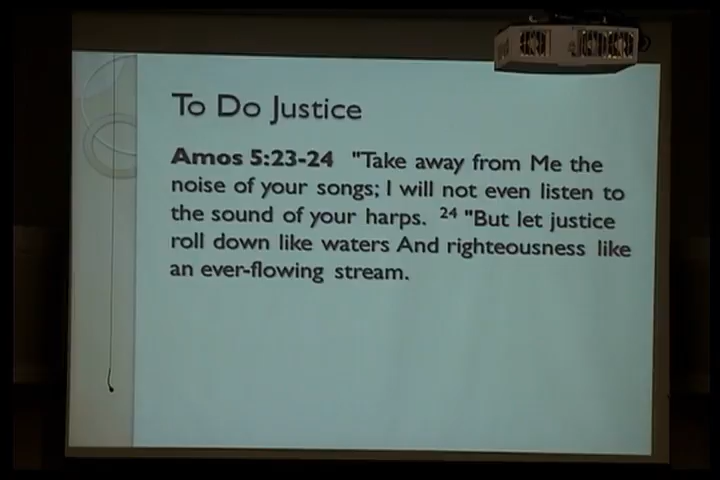 To Do Justice
Amos 5:23-24 "Take away from Me the
noise of your songs; I will not even listen to
the sound of your harps. 24 "But let justice
roll down like waters And righteousness like
an ever-flowing stream.